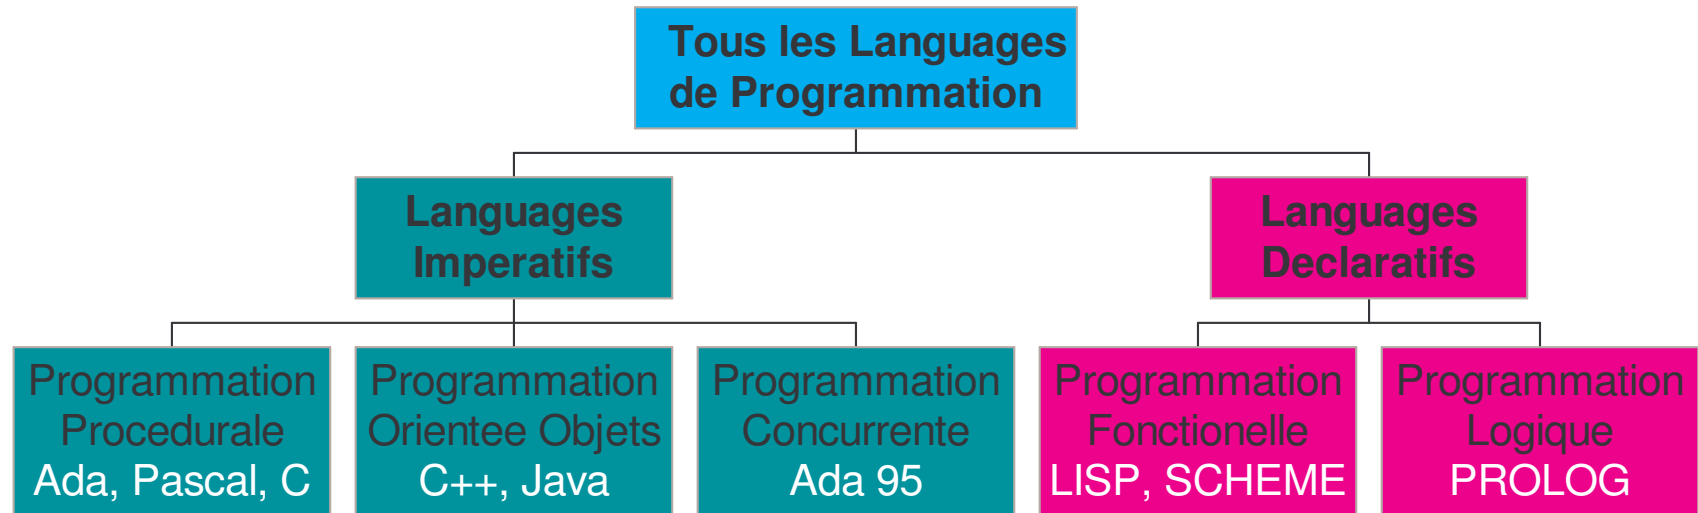 Tous les Languages
de Programmation
Languages
Imperatifs
Languages
Declaratifs
Programmation
Procedurale
Ada, Pascal, C
Programmation
Orientee Objets
C++, Java
Programmation
Concurrente
Ada 95
Programmation
Fonctionelle
LISP, SCHEME
Programmation
Logique
PROLOG